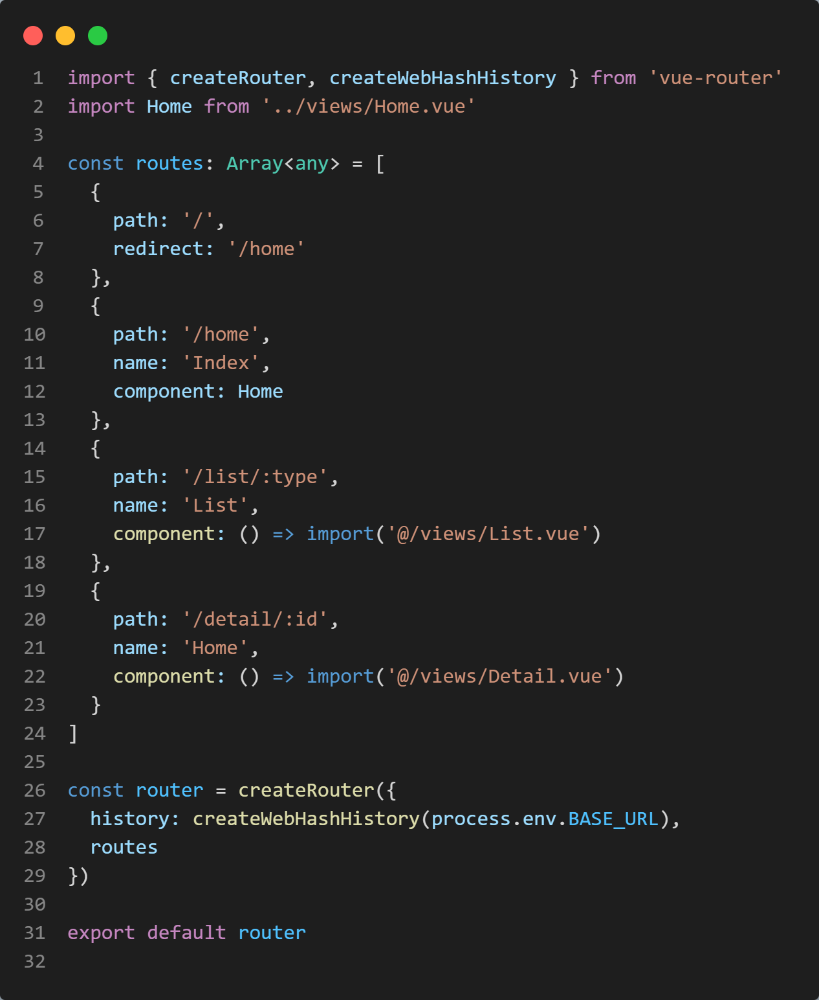 1 import { createRouter, createWebHashHistory } from 'vue-router'
2 import Home from '../views/Home.vue'
3
4 const routes: Array<any> = [
5   {
6     path: '/',
7     redirect: '/home'
8   },
9   {
10     path: '/home',
11     name: 'Index',
12     component: Home
13   },
14   {
15     path: '/list/:type',
16     name: 'List',
17     component: () => import('@/views/List.vue')
18   },
19   {
20     path: '/detail/:id',
21     name: 'Home',
22     component: () => import('@/views/Detail.vue')
23   }
24 ]
25
26 const router = createRouter({
27   history: createWebHashHistory(process.env.BASE_URL),
28   routes
29 })
30
31 export default router
32